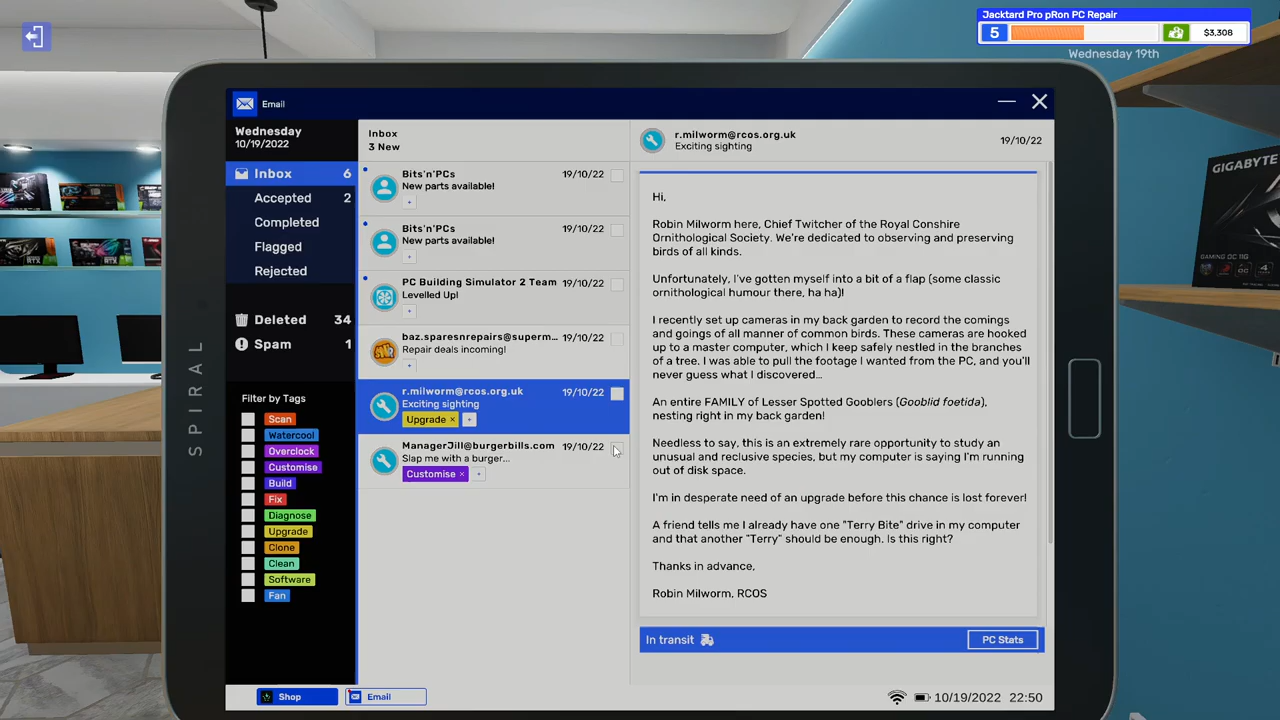 Jacktard Pro pRon PC Repair
5
$3,308
Wednesday 19th
Email
Wednesday
10/19/2022
Inbox 6
Accepted 2
Completed
Flagged
Rejected
Deleted 34
Spam 1
Filter by Tags
Scan
Watercool
Overclock
Customise
Build
Fix
Diagnose
Upgrade
Clone
Clean
Software
Fan
Inbox
3 New
Bits'n'PCs 19/10/22
New parts available!
+
Bits'n'PCs 19/10/22
New parts available!
+
PC Building Simulator 2 Team 19/10/22
Levelled Up!
+
baz.sparesnrepairs@superm... 19/10/22
Repair deals incoming!
+
r.milworm@rcos.org.uk 19/10/22
Exciting sighting
Upgrade × +
ManagerJill@burgerbills.com 19/10/22
Slap me with a burger...
Customise × +
r.milworm@rcos.org.uk 19/10/22
Exciting sighting
Hi,
Robin Milworm here, Chief Twitcher of the Royal Conshire
Ornithological Society. We're dedicated to observing and preserving
birds of all kinds.
Unfortunately, I've gotten myself into a bit of a flap (some classic
ornithological humour there, ha ha)!
I recently set up cameras in my back garden to record the comings
and goings of all manner of common birds. These cameras are hooked
up to a master computer, which I keep safely nestled in the branches
of a tree. I was able to pull the footage I wanted from the PC, and you'll
never guess what I discovered...
An entire FAMILY of Lesser Spotted Gooblers (Gooblid foetida),
nesting right in my back garden!
Needless to say, this is an extremely rare opportunity to study an
unusual and reclusive species, but my computer is saying I'm running
out of disk space.
I'm in desperate need of an upgrade before this chance is lost forever!
A friend tells me I already have one "Terry Bite" drive in my computer
and that another "Terry" should be enough. Is this right?
Thanks in advance,
Robin Milworm, RCOS
In transit
PC Stats
Shop
Email
10/19/2022 22:50
SPIRAL
GIGABYTE
GAMING OC 11G